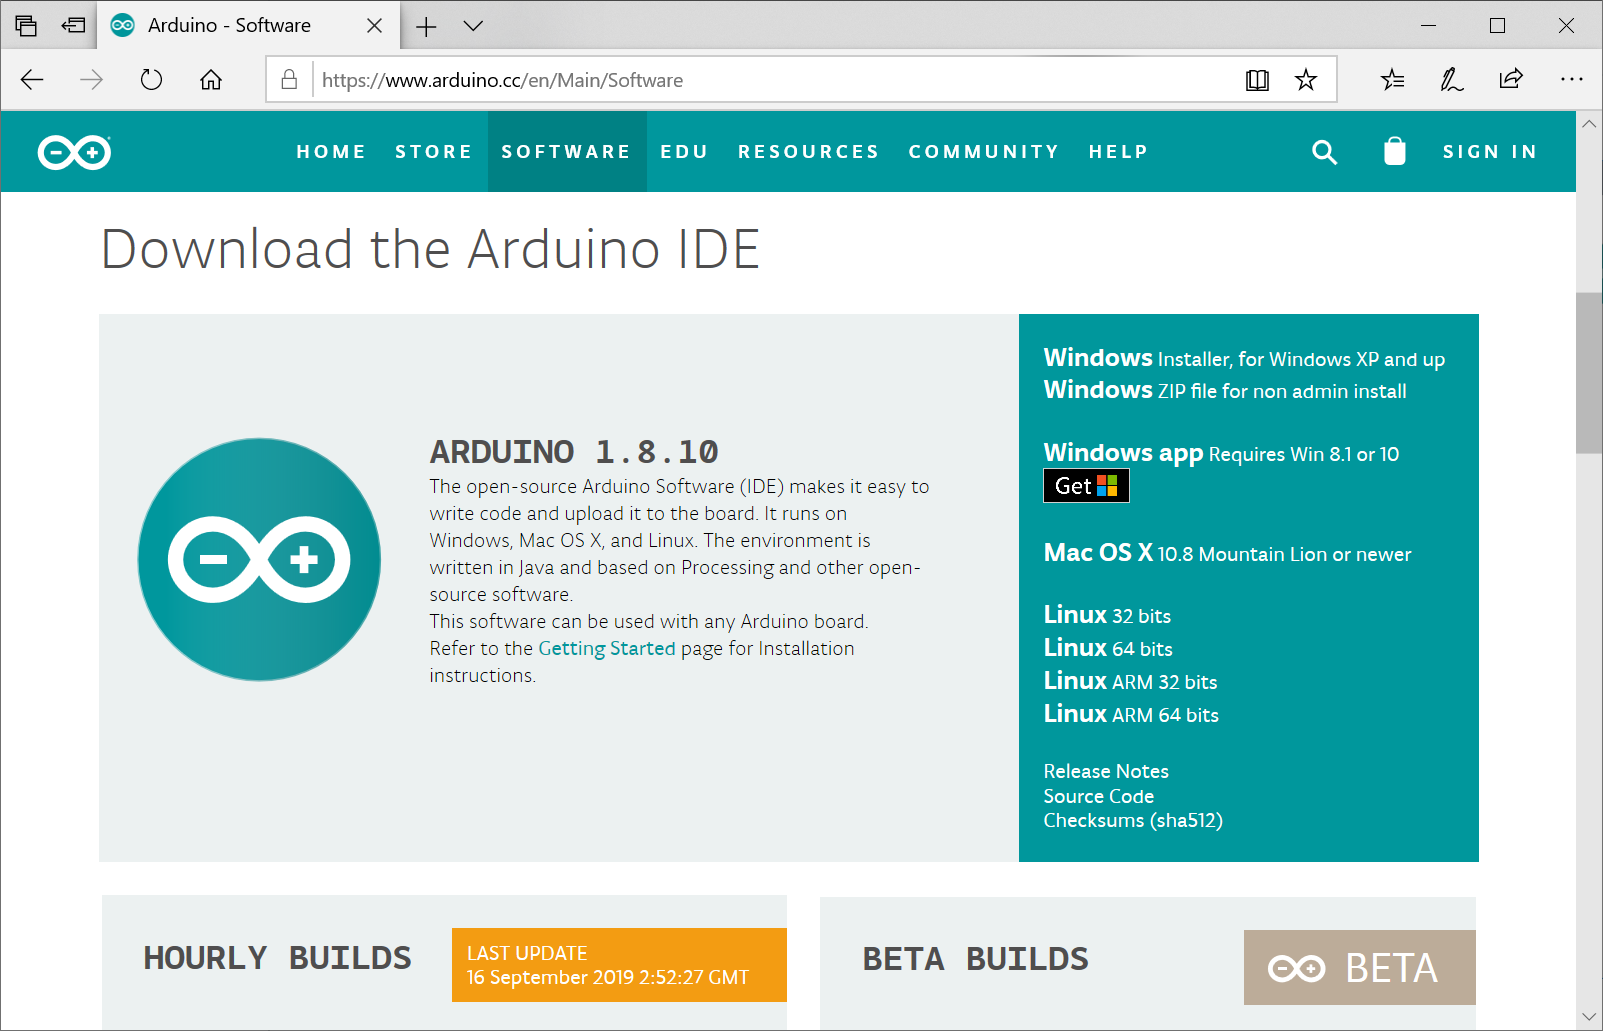 Arduino - Software
https://www.arduino.cc/en/Main/Software
HOME STORE SOFTWARE EDU RESOURCES COMMUNITY HELP SIGN IN
Download the Arduino IDE
ARDUINO 1.8.10
The open-source Arduino Software (IDE) makes it easy to
write code and upload it to the board. It runs on
Windows, Mac OS X, and Linux. The environment is
written in Java and based on Processing and other open-
source software.
This software can be used with any Arduino board.
Refer to the Getting Started page for Installation
instructions.
Windows Installer, for Windows XP and up
Windows ZIP file for non admin install
Windows app Requires Win 8.1 or 10
Get
Mac OS X 10.8 Mountain Lion or newer
Linux 32 bits
Linux 64 bits
Linux ARM 32 bits
Linux ARM 64 bits
Release Notes
Source Code
Checksums (sha512)
HOURLY BUILDS
LAST UPDATE
16 September 2019 2:52:27 GMT
BETA BUILDS
BETA